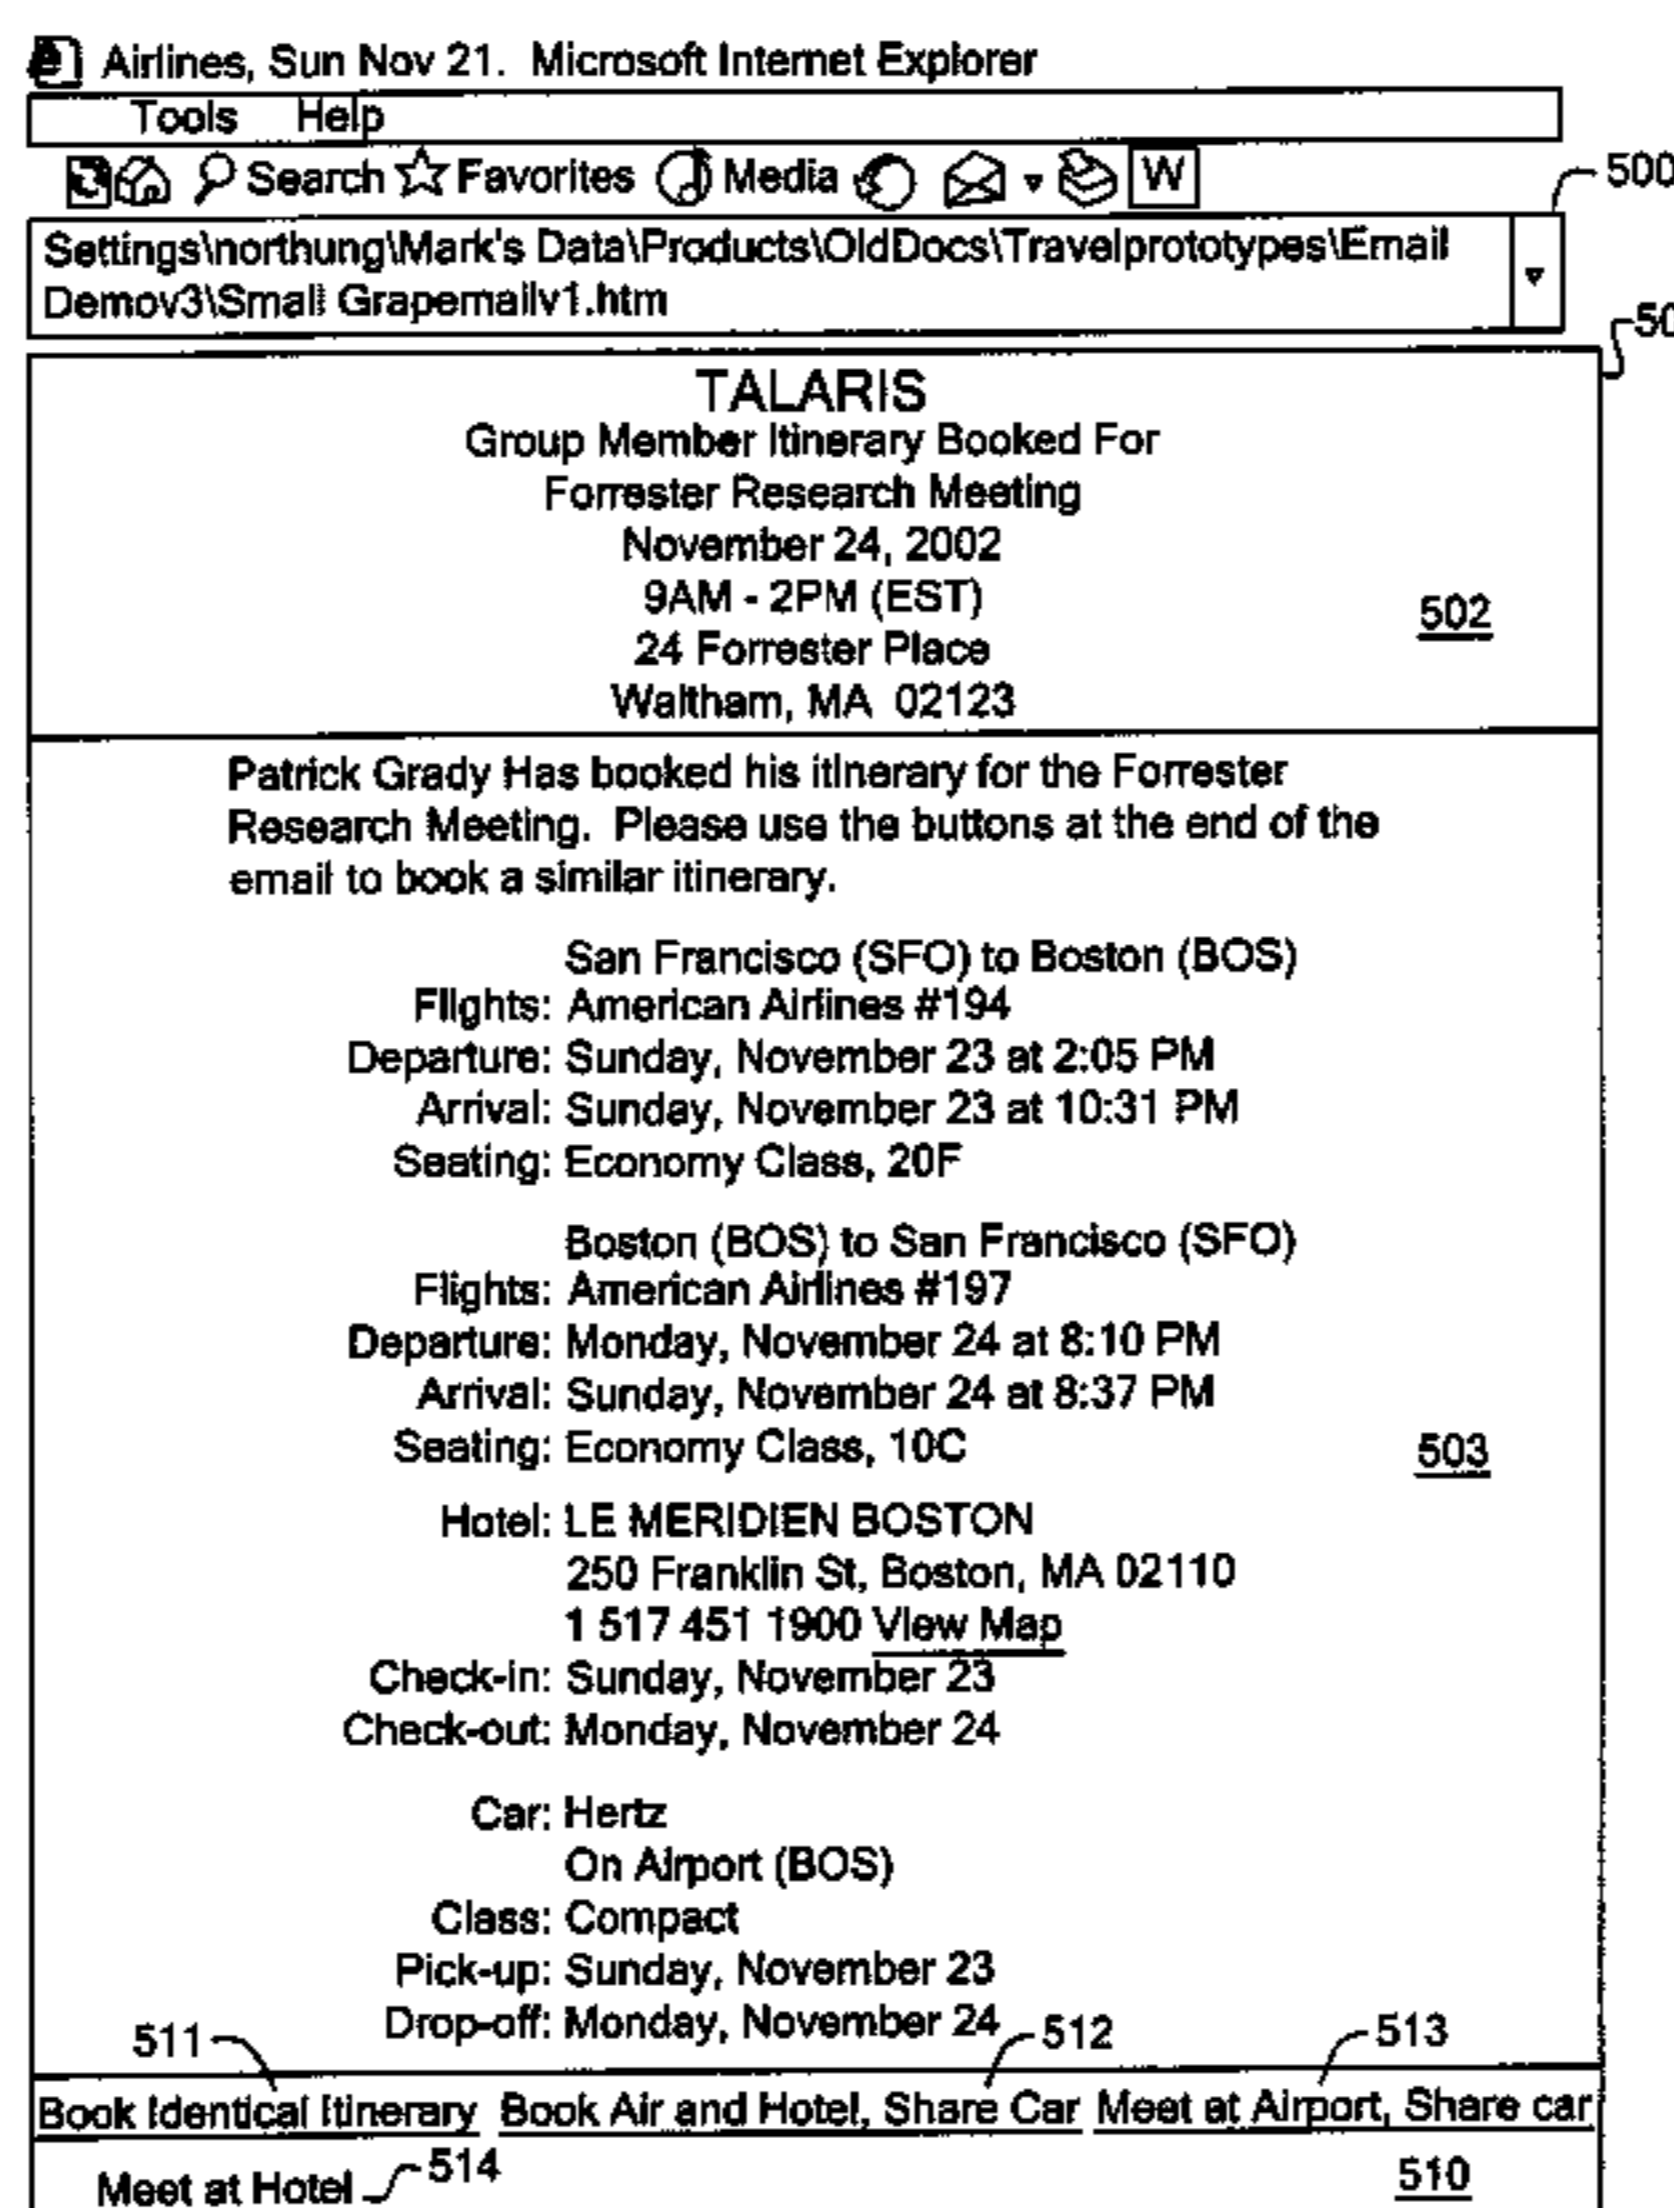 Airlines, Sun Nov 21. Microsoft Internet Explorer
Tools Help
Search Favorites Media W
500
Settings\northung\Mark's Data\Products\OldDocs\Travelprototypes\Email
Demov3\Small Grapemailv1.htm
TALARIS
Group Member Itinerary Booked For
Forrester Research Meeting
November 24, 2002
9AM - 2PM (EST)
502
24 Forrester Place
Waltham, MA 02123
Patrick Grady Has booked his itinerary for the Forrester
Research Meeting. Please use the buttons at the end of the
email to book a similar itinerary.
San Francisco (SFO) to Boston (BOS)
Flights: American Airlines #194
Departure: Sunday, November 23 at 2:05 PM
Arrival: Sunday, November 23 at 10:31 PM
Seating: Economy Class, 20F
Boston (BOS) to San Francisco (SFO)
Flights: American Airlines #197
Departure: Monday, November 24 at 8:10 PM
Arrival: Sunday, November 24 at 8:37 PM
Seating: Economy Class, 10C
503
Hotel: LE MERIDIEN BOSTON
250 Franklin St, Boston, MA 02110
1 517 451 1900 View Map
Check-in: Sunday, November 23
Check-out: Monday, November 24
Car: Hertz
On Airport (BOS)
Class: Compact
Pick-up: Sunday, November 23
Drop-off: Monday, November 24
511 512 513
Book Identical Itinerary Book Air and Hotel, Share Car Meet at Airport, Share car
Meet at Hotel 514 510